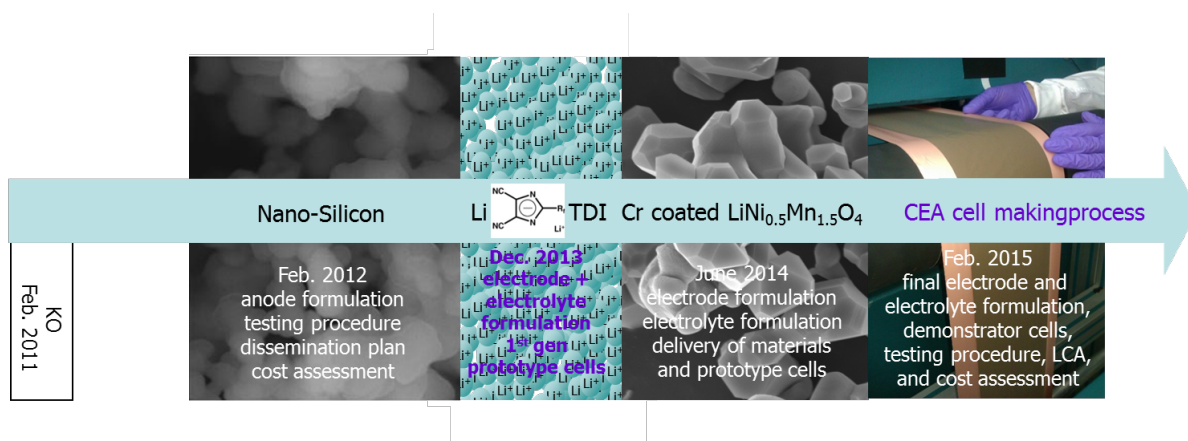 Nano-Silicon
Li
NC
N
R
NC
N
Li⁺
TDI
Cr coated LiNi₀.₅Mn₁.₅O₄
CEA cell makingprocess
KO
Feb. 2011
Feb. 2012
anode formulation
testing procedure
dissemination plan
cost assessment
Dec. 2013
electrode +
electrolyte
formulation
1ˢᵗ gen
prototype cells
June 2014
electrode formulation
electrolyte formulation
delivery of materials
and prototype cells
Feb. 2015
final electrode and
electrolyte formulation,
demonstrator cells,
testing procedure, LCA,
and cost assessment